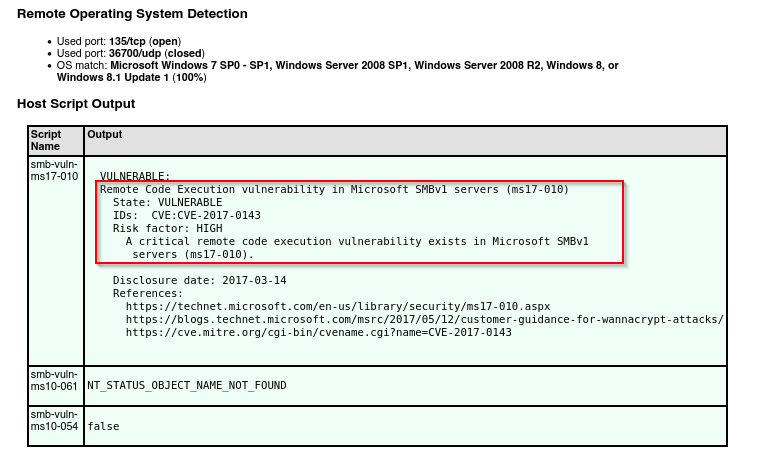 Remote Operating System Detection
• Used port: 135/tcp (open)
• Used port: 36700/udp (closed)
• OS match: Microsoft Windows 7 SP0 - SP1, Windows Server 2008 SP1, Windows Server 2008 R2, Windows 8, or
Windows 8.1 Update 1 (100%)
Host Script Output
Script Name Output
smb-vuln-ms17-010
VULNERABLE:
Remote Code Execution vulnerability in Microsoft SMBv1 servers (ms17-010)
State: VULNERABLE
IDs:  CVE:CVE-2017-0143
Risk factor: HIGH
A critical remote code execution vulnerability exists in Microsoft SMBv1
servers (ms17-010).
Disclosure date: 2017-03-14
References:
https://technet.microsoft.com/en-us/library/security/ms17-010.aspx
https://blogs.technet.microsoft.com/msrc/2017/05/12/customer-guidance-for-wannacrypt-attacks/
https://cve.mitre.org/cgi-bin/cvename.cgi?name=CVE-2017-0143
smb-vuln-ms10-061 NT_STATUS_OBJECT_NAME_NOT_FOUND
smb-vuln-ms10-054 false